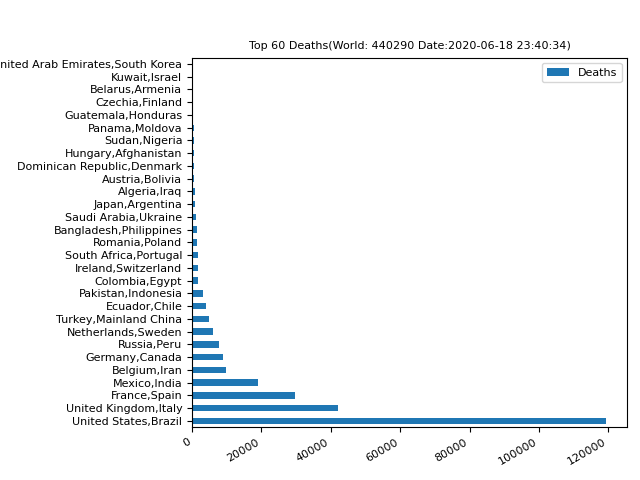 Top 60 Deaths(World: 440290 Date:2020-06-18 23:40:34)
Deaths
nited Arab Emirates,South Korea
Kuwait,Israel
Belarus,Armenia
Czechia,Finland
Guatemala,Honduras
Panama,Moldova
Sudan,Nigeria
Hungary,Afghanistan
Dominican Republic,Denmark
Austria,Bolivia
Algeria,Iraq
Japan,Argentina
Saudi Arabia,Ukraine
Bangladesh,Philippines
Romania,Poland
South Africa,Portugal
Ireland,Switzerland
Colombia,Egypt
Pakistan,Indonesia
Ecuador,Chile
Turkey,Mainland China
Netherlands,Sweden
Russia,Peru
Germany,Canada
Belgium,Iran
Mexico,India
France,Spain
United Kingdom,Italy
United States,Brazil
0
20000
40000
60000
80000
100000
120000